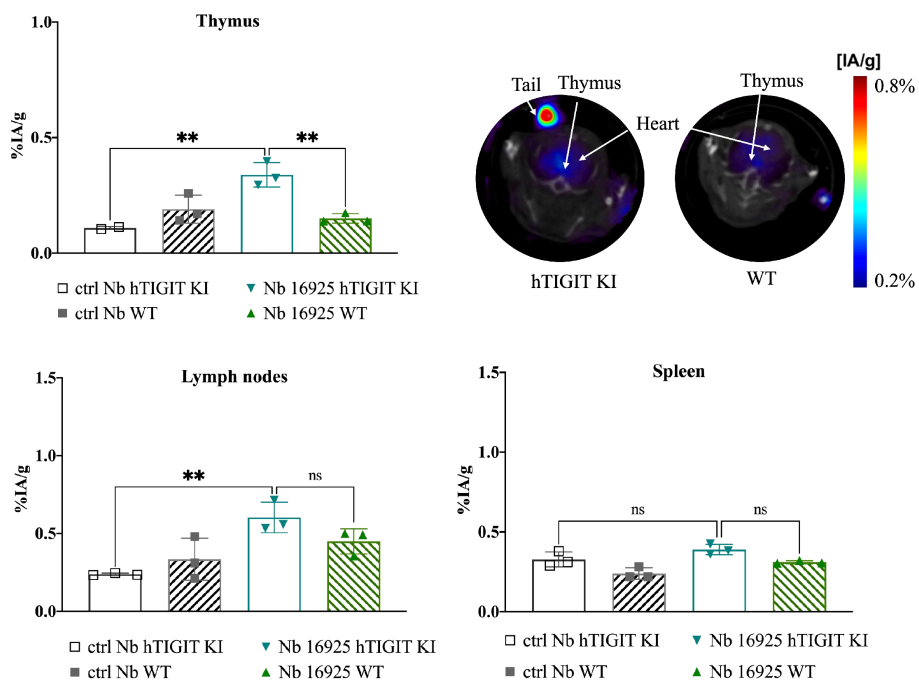 Thymus
1.0
0.5
0.0
%IA/g
**
**
ctrl Nb hTIGIT KI
Nb 16925 hTIGIT KI
ctrl Nb WT
Nb 16925 WT
[IA/g]
0.8%
0.2%
Tail
Thymus
Thymus
Heart
hTIGIT KI
WT
Lymph nodes
1.5
1.0
0.5
0.0
%IA/g
**
ns
ctrl Nb hTIGIT KI
Nb 16925 hTIGIT KI
ctrl Nb WT
Nb 16925 WT
Spleen
1.5
1.0
0.5
0.0
%IA/g
ns
ns
ctrl Nb hTIGIT KI
Nb 16925 hTIGIT KI
ctrl Nb WT
Nb 16925 WT